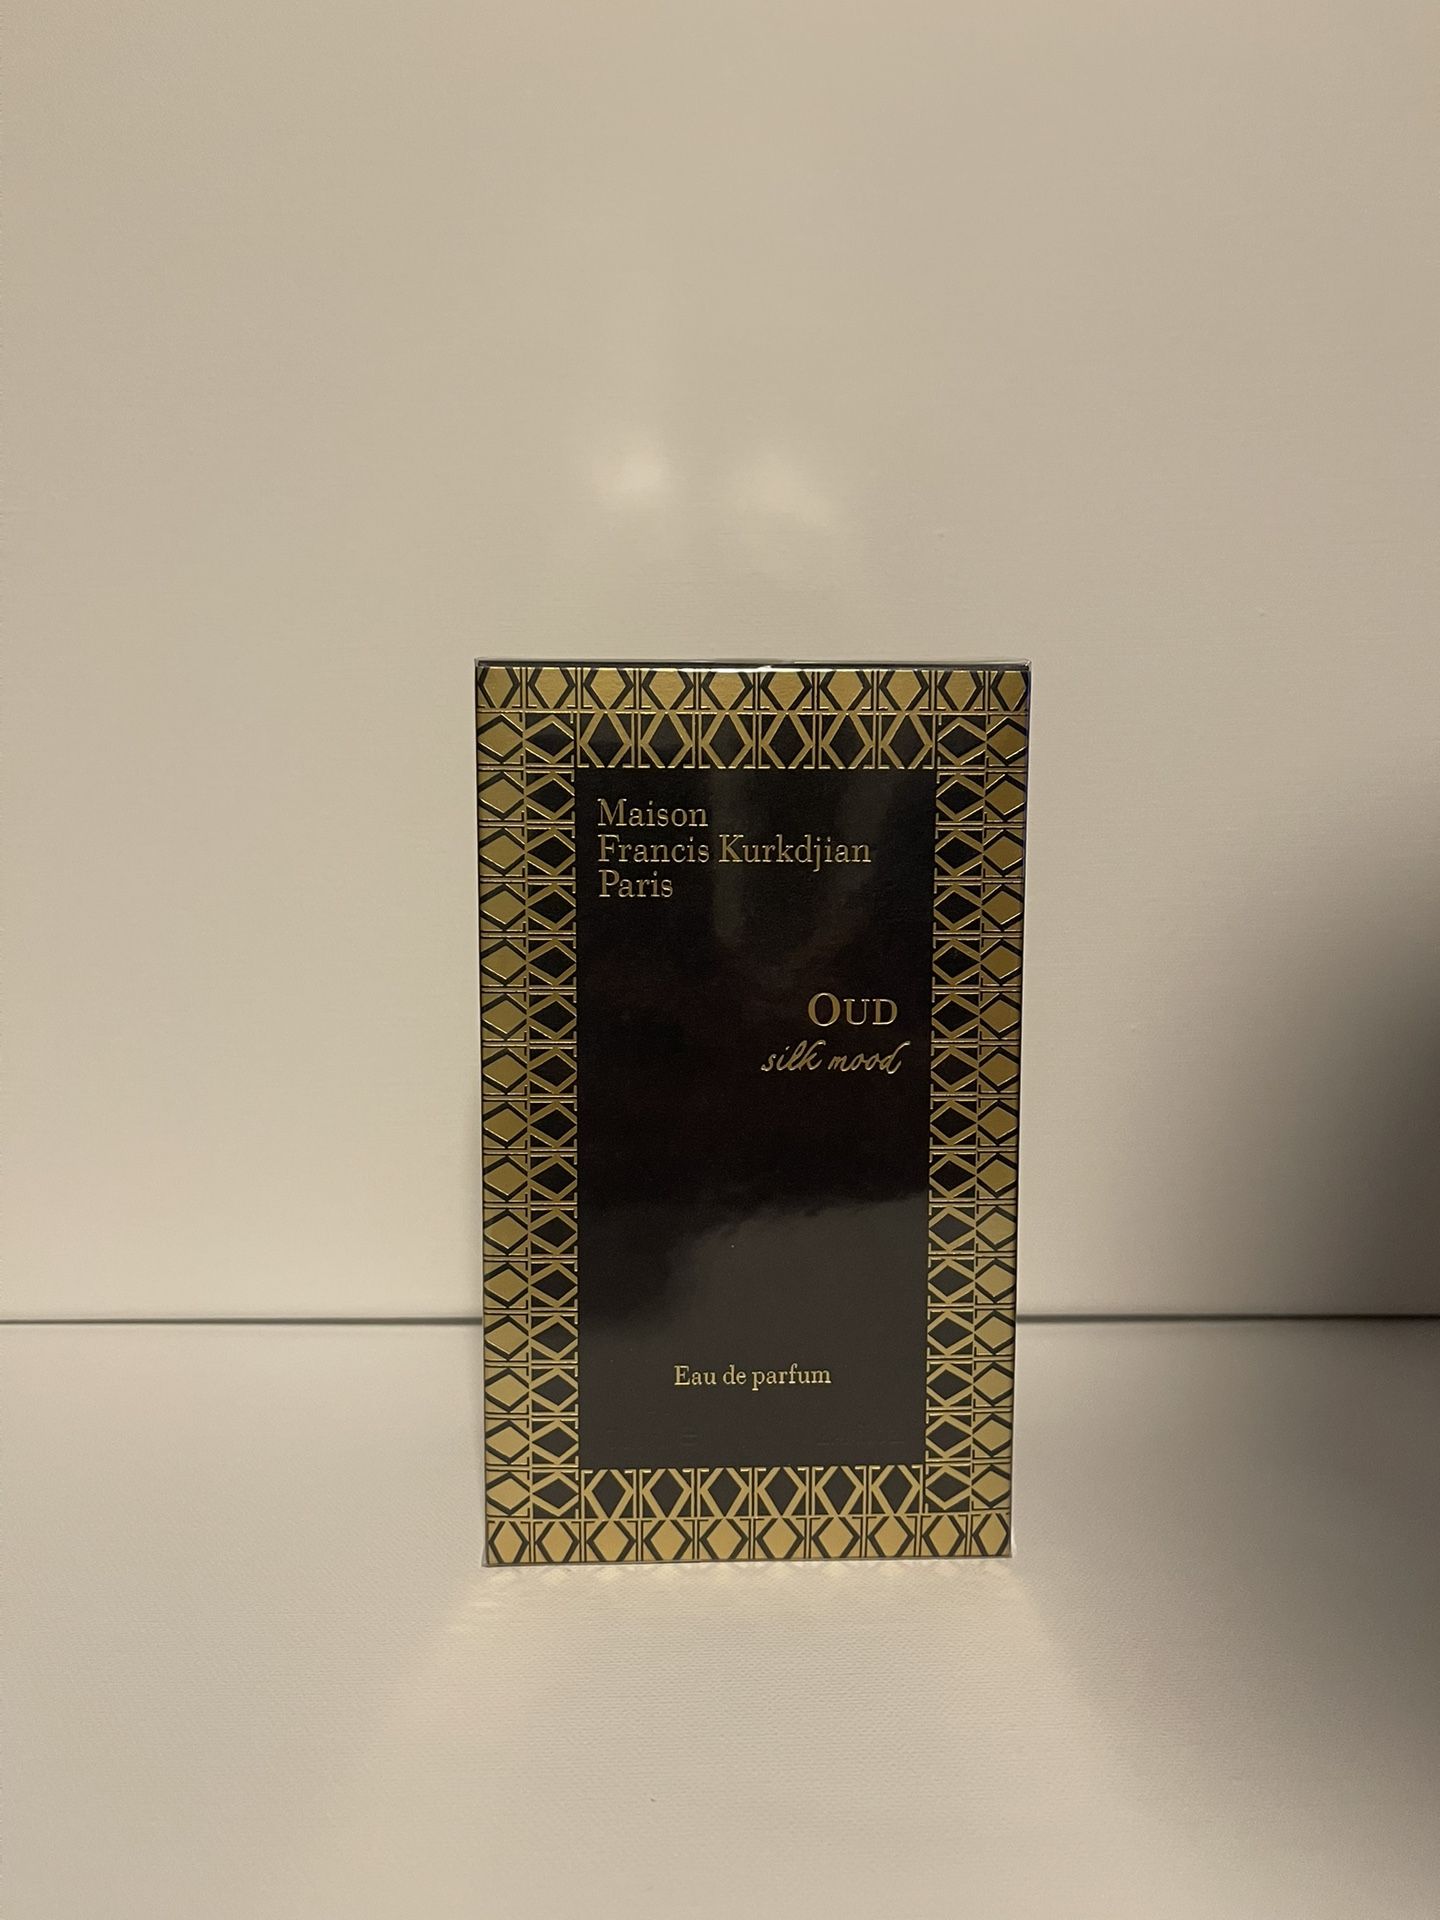 Maison
Francis Kurkdjian
Paris
OUD
silk mood
Eau de parfum